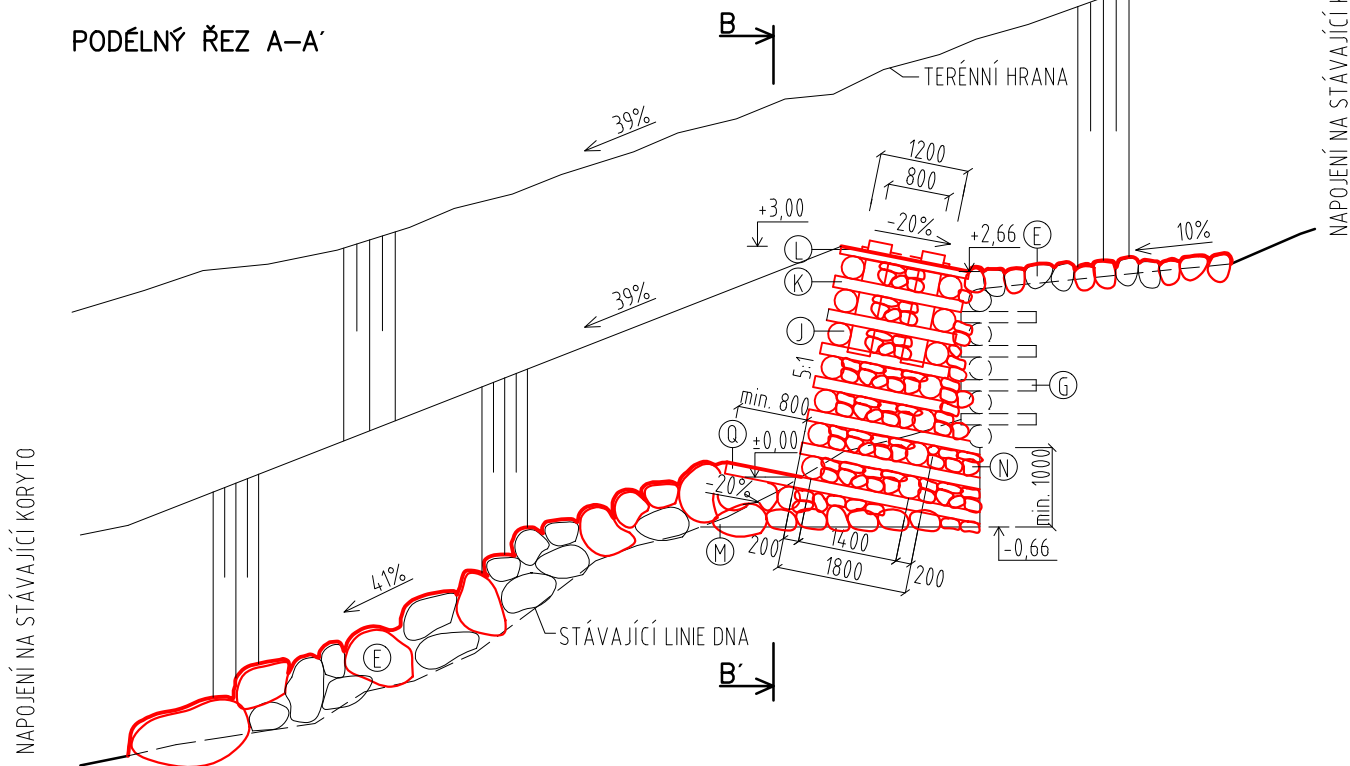 PODÉLNÝ ŘEZ A-A´
B
TERÉNNÍ HRANA
NAPOJENÍ NA STÁVAJÍCÍ
39%
1200
800
+3,00
-20%
+2,66
E
10%
L
K
39%
J
5:1
G
min. 800
Q
+0,00
N
min. 1000
-20%
M
200
1400
-0,66
1800
200
41%
STÁVAJÍCÍ LINIE DNA
E
B´
NAPOJENÍ NA STÁVAJÍCÍ KORYTO